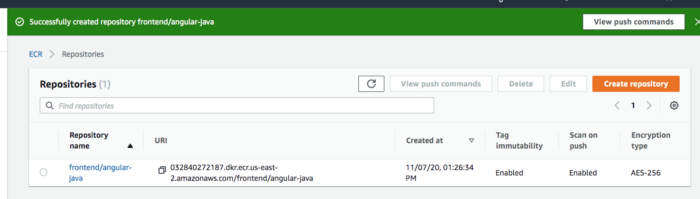 Successfully created repository frontend/angular-java
View push commands
ECR > Repositories
Repositories (1)
View push commands
Delete
Edit
Create repository
Find repositories
< 1 >
Repository name
URI
Created at
Tag immutability
Scan on push
Encryption type
frontend/angular-
java
032840272187.dkr.ecr.us-east-
2.amazonaws.com/frontend/angular-java
11/07/20, 01:26:34
PM
Enabled
Enabled
AES-256